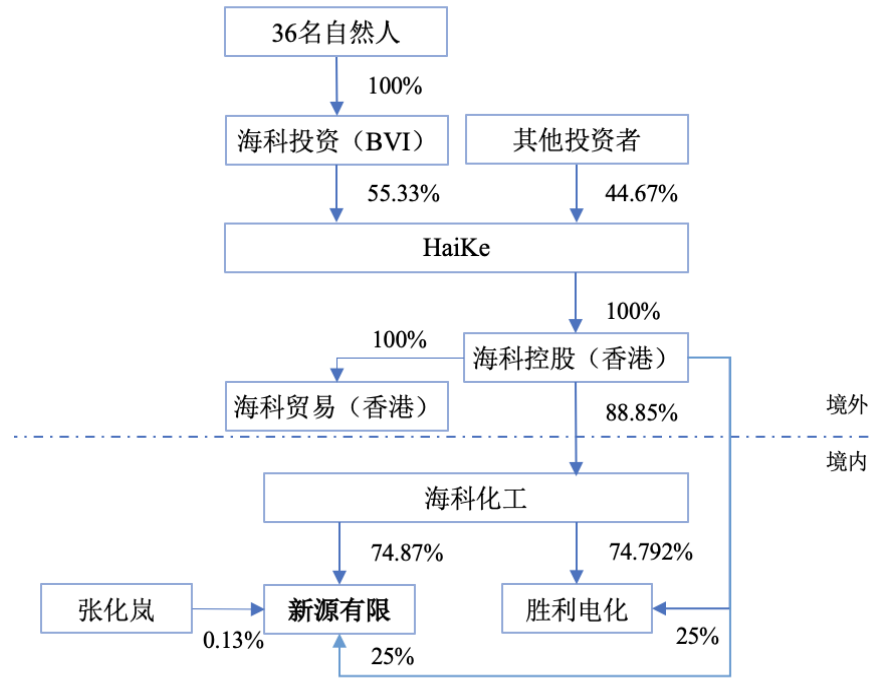 36名自然人
100%
海科投资（BVI）
其他投资者
55.33%
44.67%
HaiKe
100%
100%
海科控股（香港）
海科贸易（香港）
88.85%
境外
境内
海科化工
74.87%
74.792%
张化岚
新源有限
胜利电化
0.13%
25%
25%